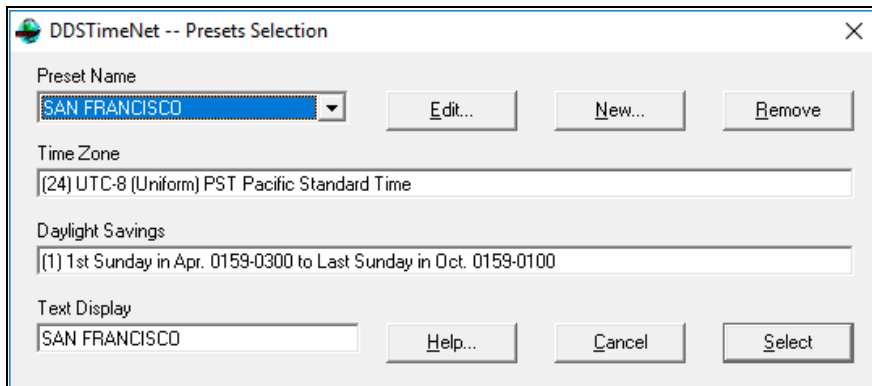 DDSTimeNet -- Presets Selection
Preset Name
SAN FRANCISCO
Edit...
New...
Remove
Time Zone
(24) UTC-8 (Uniform) PST Pacific Standard Time
Daylight Savings
(1) 1st Sunday in Apr. 0159-0300 to Last Sunday in Oct. 0159-0100
Text Display
SAN FRANCISCO
Help...
Cancel
Select